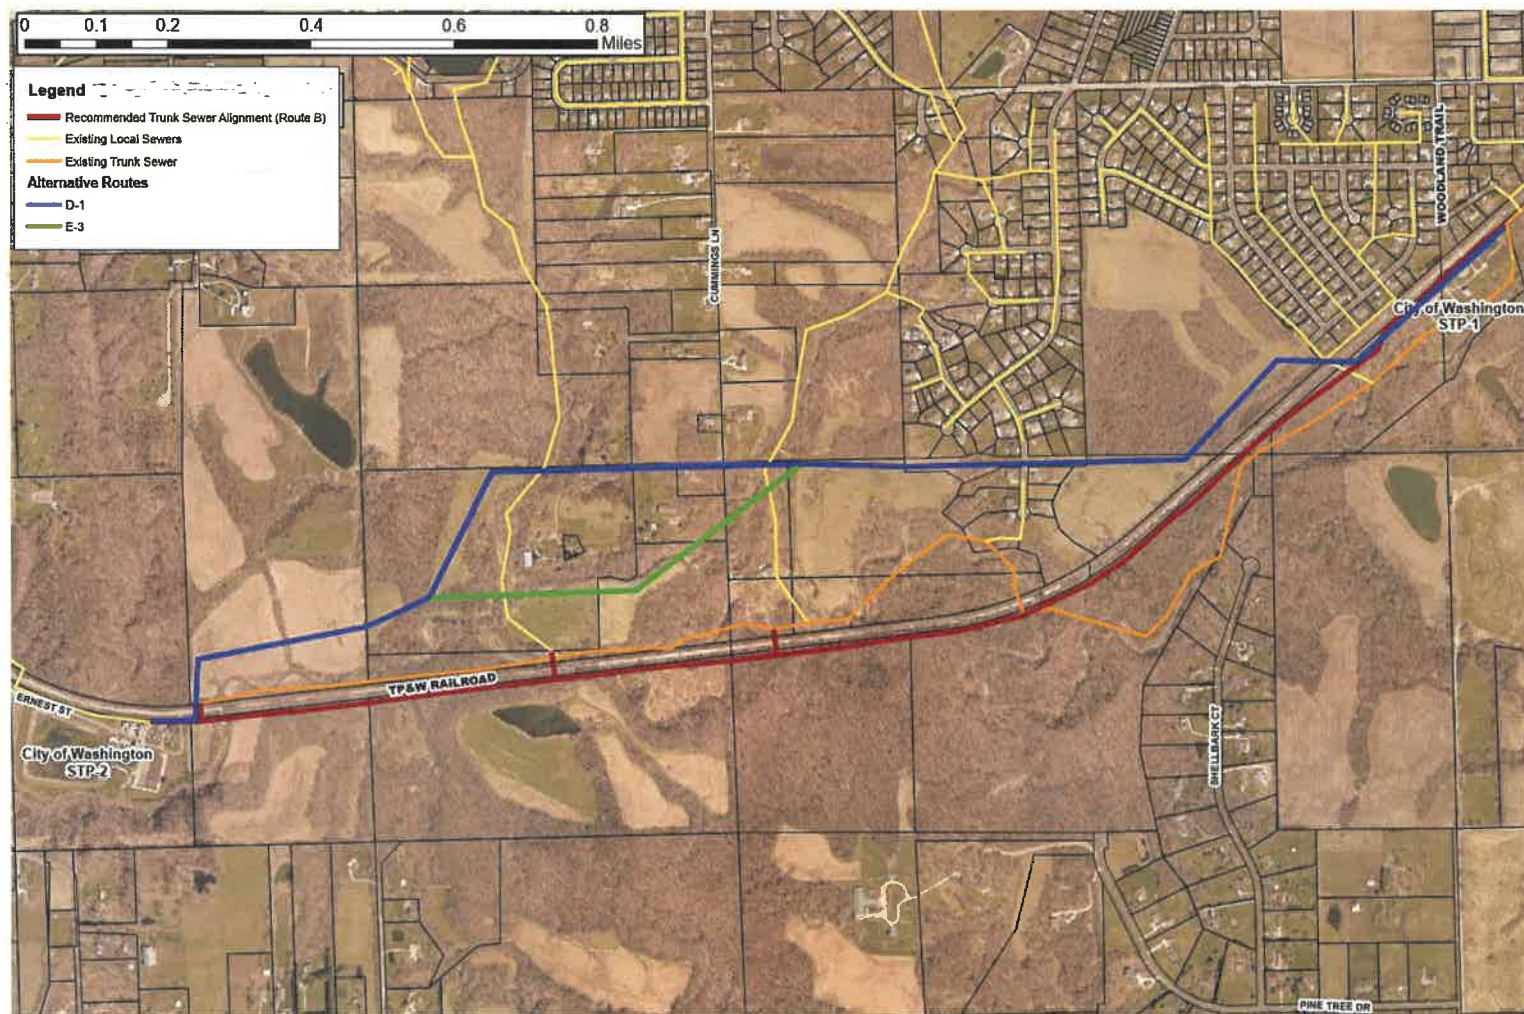 0 0.1 0.2 0.4 0.6 0.8
Miles
Legend
Recommended Trunk Sewer Alignment (Route B)
Existing Local Sewers
Existing Trunk Sewer
Alternative Routes
D-1
E-3
WOODLAND TRAIL
CUMMINGS LN
City of Washington
STP-1
TP&W RAILROAD
ERNEST ST
City of Washington
STP-2
SHELLBARK CT
PINE TREE DR